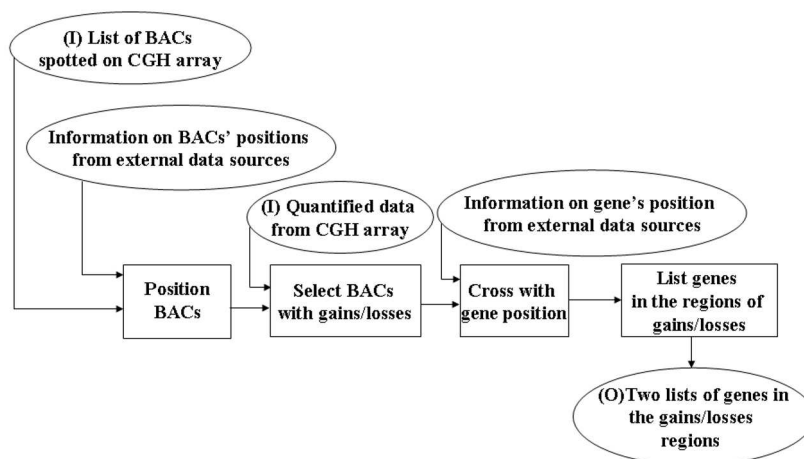 (I) List of BACs
spotted on CGH array
Information on BACs’ positions
from external data sources
(I) Quantified data
from CGH array
Information on gene’s position
from external data sources
Position
BACs
Select BACs
with gains/losses
Cross with
gene position
List genes
in the regions of
gains/losses
(O)Two lists of genes in
the gains/losses
regions